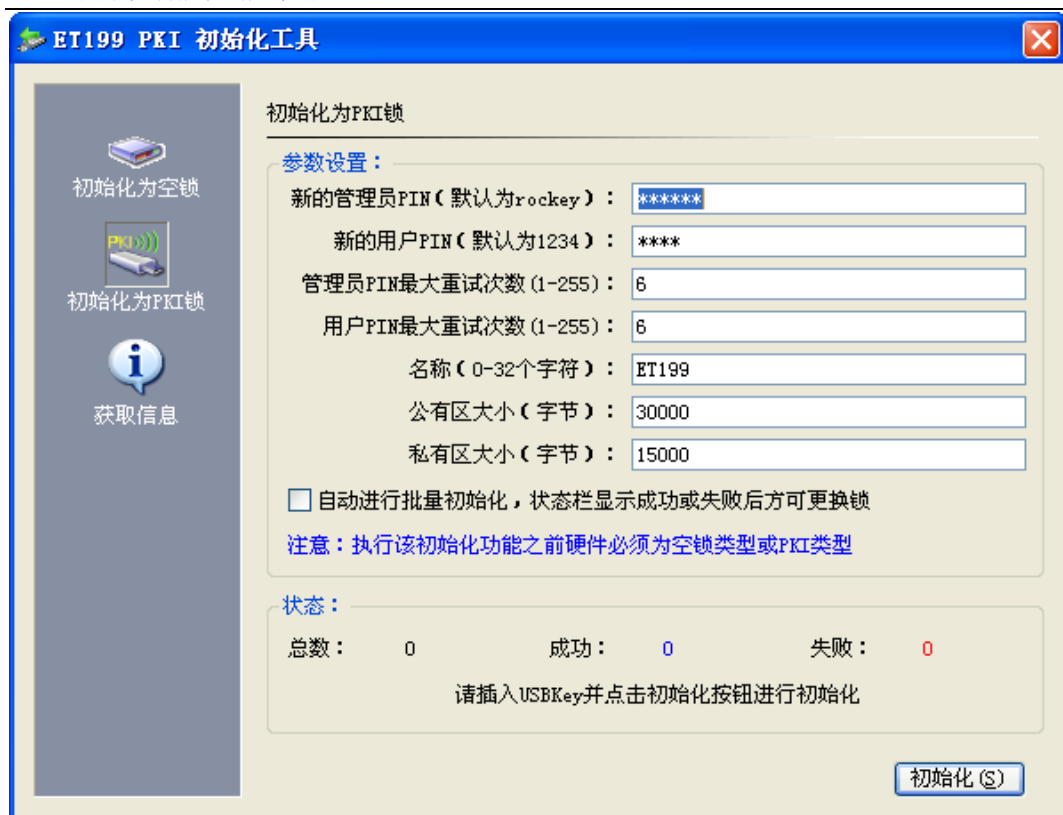 ET199 PKI 初始化工具
初始化为空锁
PKI
初始化为PKI锁
获取信息
初始化为PKI锁
参数设置：
新的管理员PIN（默认为rockey）： ******
新的用户PIN（默认为1234）： ****
管理员PIN最大重试次数(1-255)： 6
用户PIN最大重试次数(1-255)： 6
名称（0-32个字符）： ET199
公有区大小（字节）： 30000
私有区大小（字节）： 15000
自动进行批量初始化，状态栏显示成功或失败后方可更换锁
注意：执行该初始化功能之前硬件必须为空锁类型或PKI类型
状态：
总数： 0 成功： 0 失败： 0
请插入USBKey并点击初始化按钮进行初始化
初始化(S)